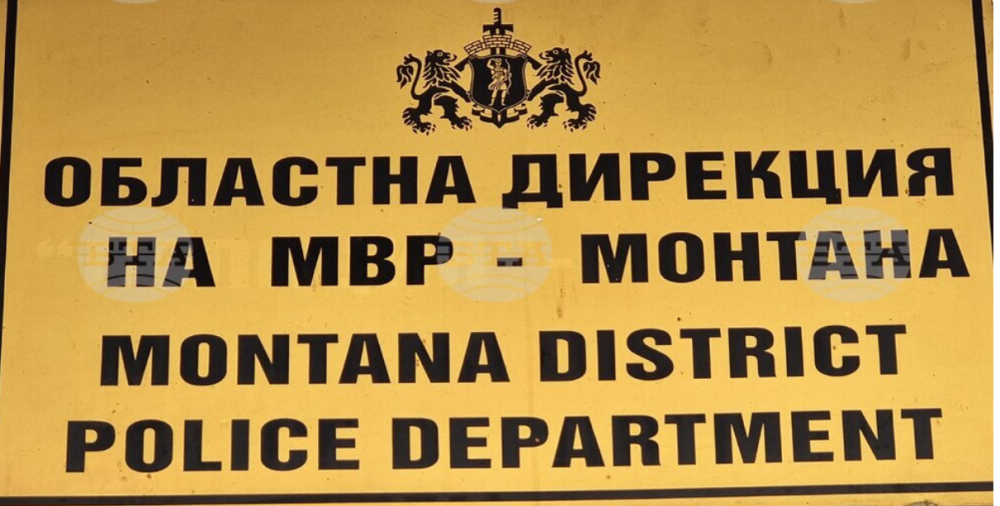 ОБЛАСТНА ДИРЕКЦИЯ
НА МВР - МОНТАНА
MONTANA DISTRICT
POLICE DEPARTMENT